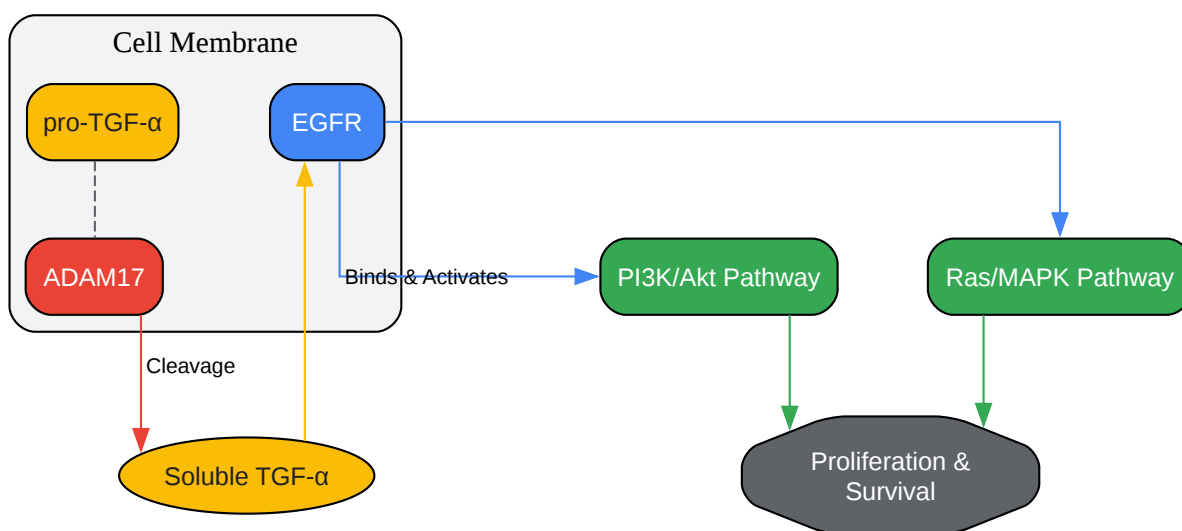 Cell Membrane
pro-TGF-α
EGFR
ADAM17
Binds & Activates
PI3K/Akt Pathway
Ras/MAPK Pathway
Cleavage
Soluble TGF-α
Proliferation &
Survival